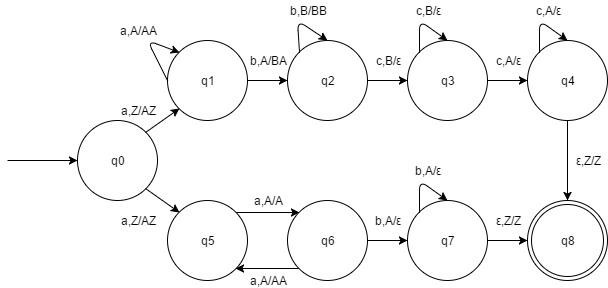 a,A/AA
b,B/BB
c,B/ε
c,A/ε
q1
b,A/BA
q2
c,B/ε
q3
c,A/ε
q4
a,Z/AZ
q0
ε,Z/Z
a,Z/AZ
q5
a,A/A
q6
b,A/ε
b,A/ε
q7
ε,Z/Z
q8
a,A/AA